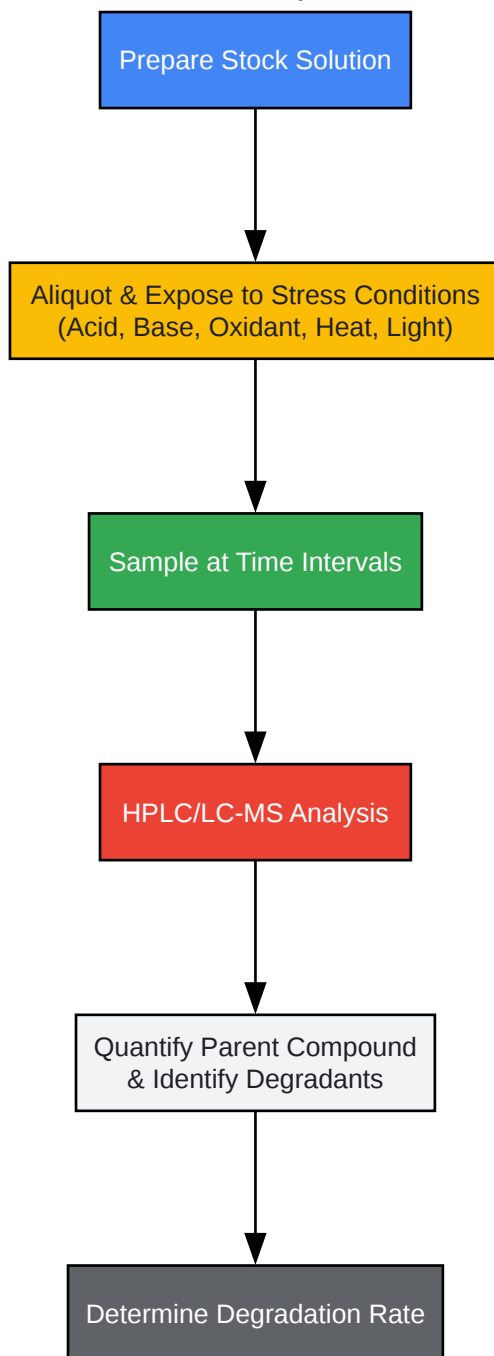 Prepare Stock Solution
Aliquot & Expose to Stress Conditions
(Acid, Base, Oxidant, Heat, Light)
Sample at Time Intervals
HPLC/LC-MS Analysis
Quantify Parent Compound
& Identify Degradants
Determine Degradation Rate